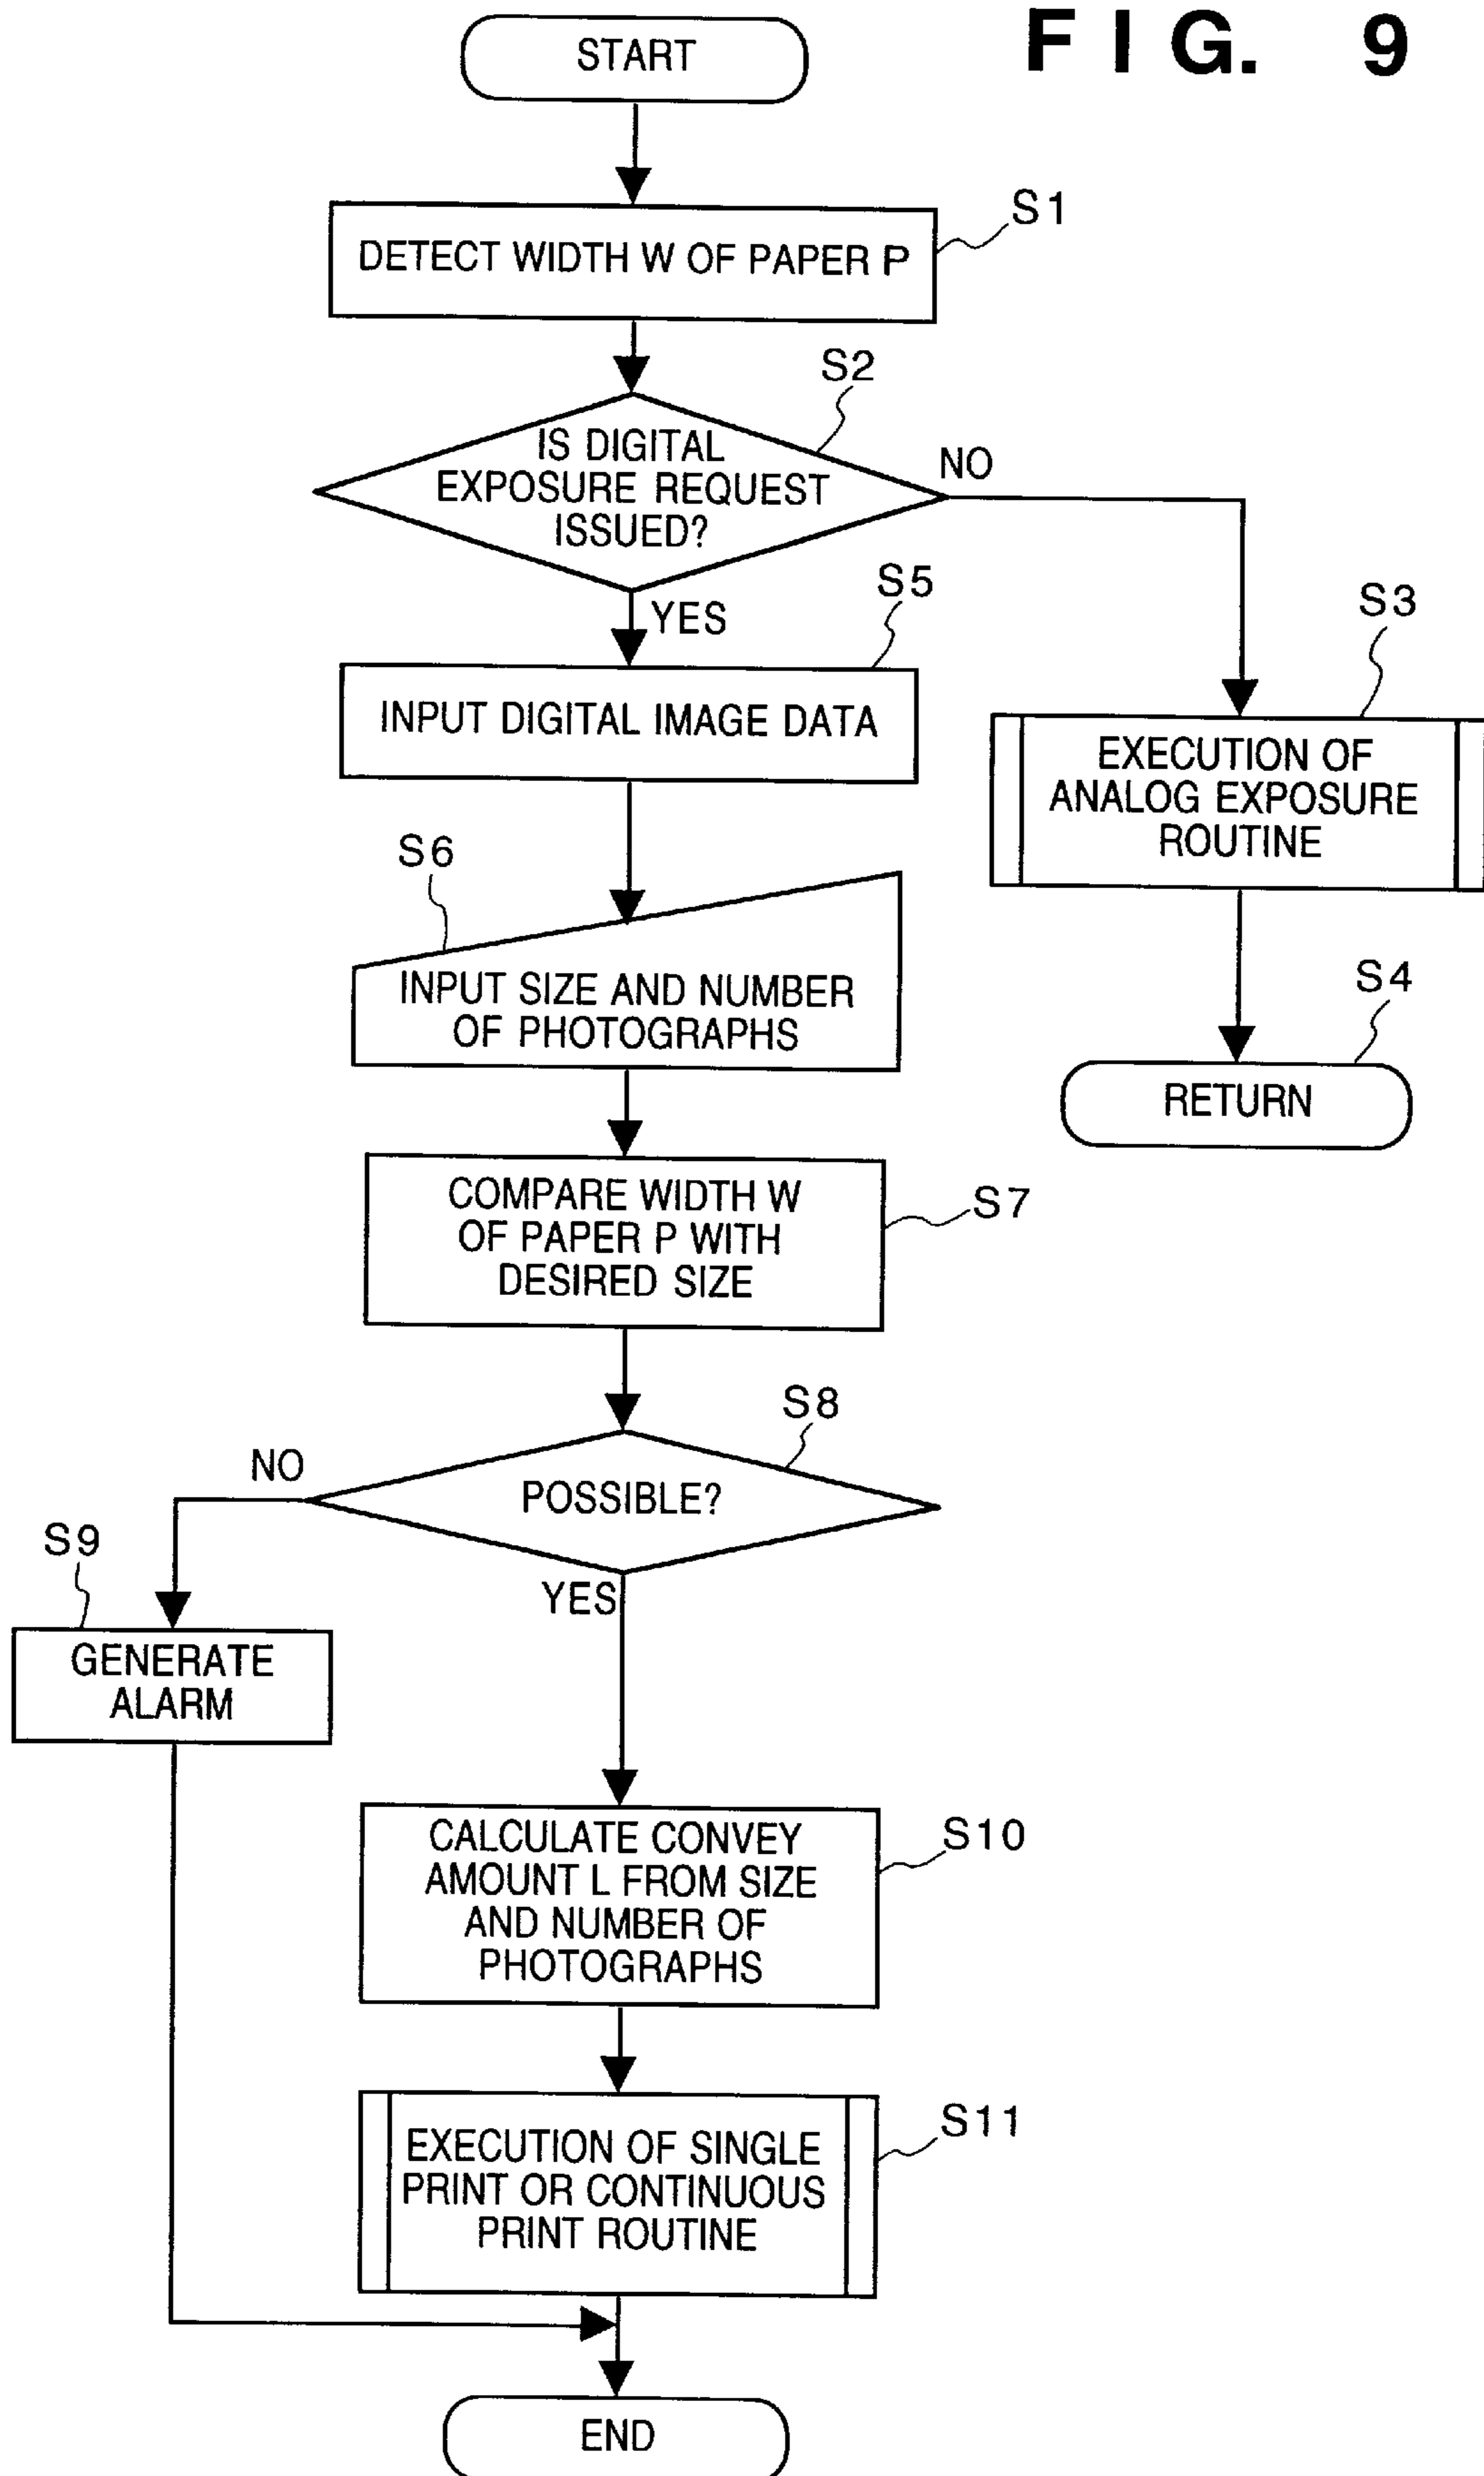 FIG. 9
START
S1
DETECT WIDTH W OF PAPER P
S2
IS DIGITAL
EXPOSURE REQUEST
ISSUED?
NO
YES
S5
INPUT DIGITAL IMAGE DATA
S3
EXECUTION OF
ANALOG EXPOSURE
ROUTINE
S6
INPUT SIZE AND NUMBER
OF PHOTOGRAPHS
S4
RETURN
S7
COMPARE WIDTH W
OF PAPER P WITH
DESIRED SIZE
S8
POSSIBLE?
NO
YES
S9
GENERATE
ALARM
S10
CALCULATE CONVEY
AMOUNT L FROM SIZE
AND NUMBER OF
PHOTOGRAPHS
S11
EXECUTION OF SINGLE
PRINT OR CONTINUOUS
PRINT ROUTINE
END